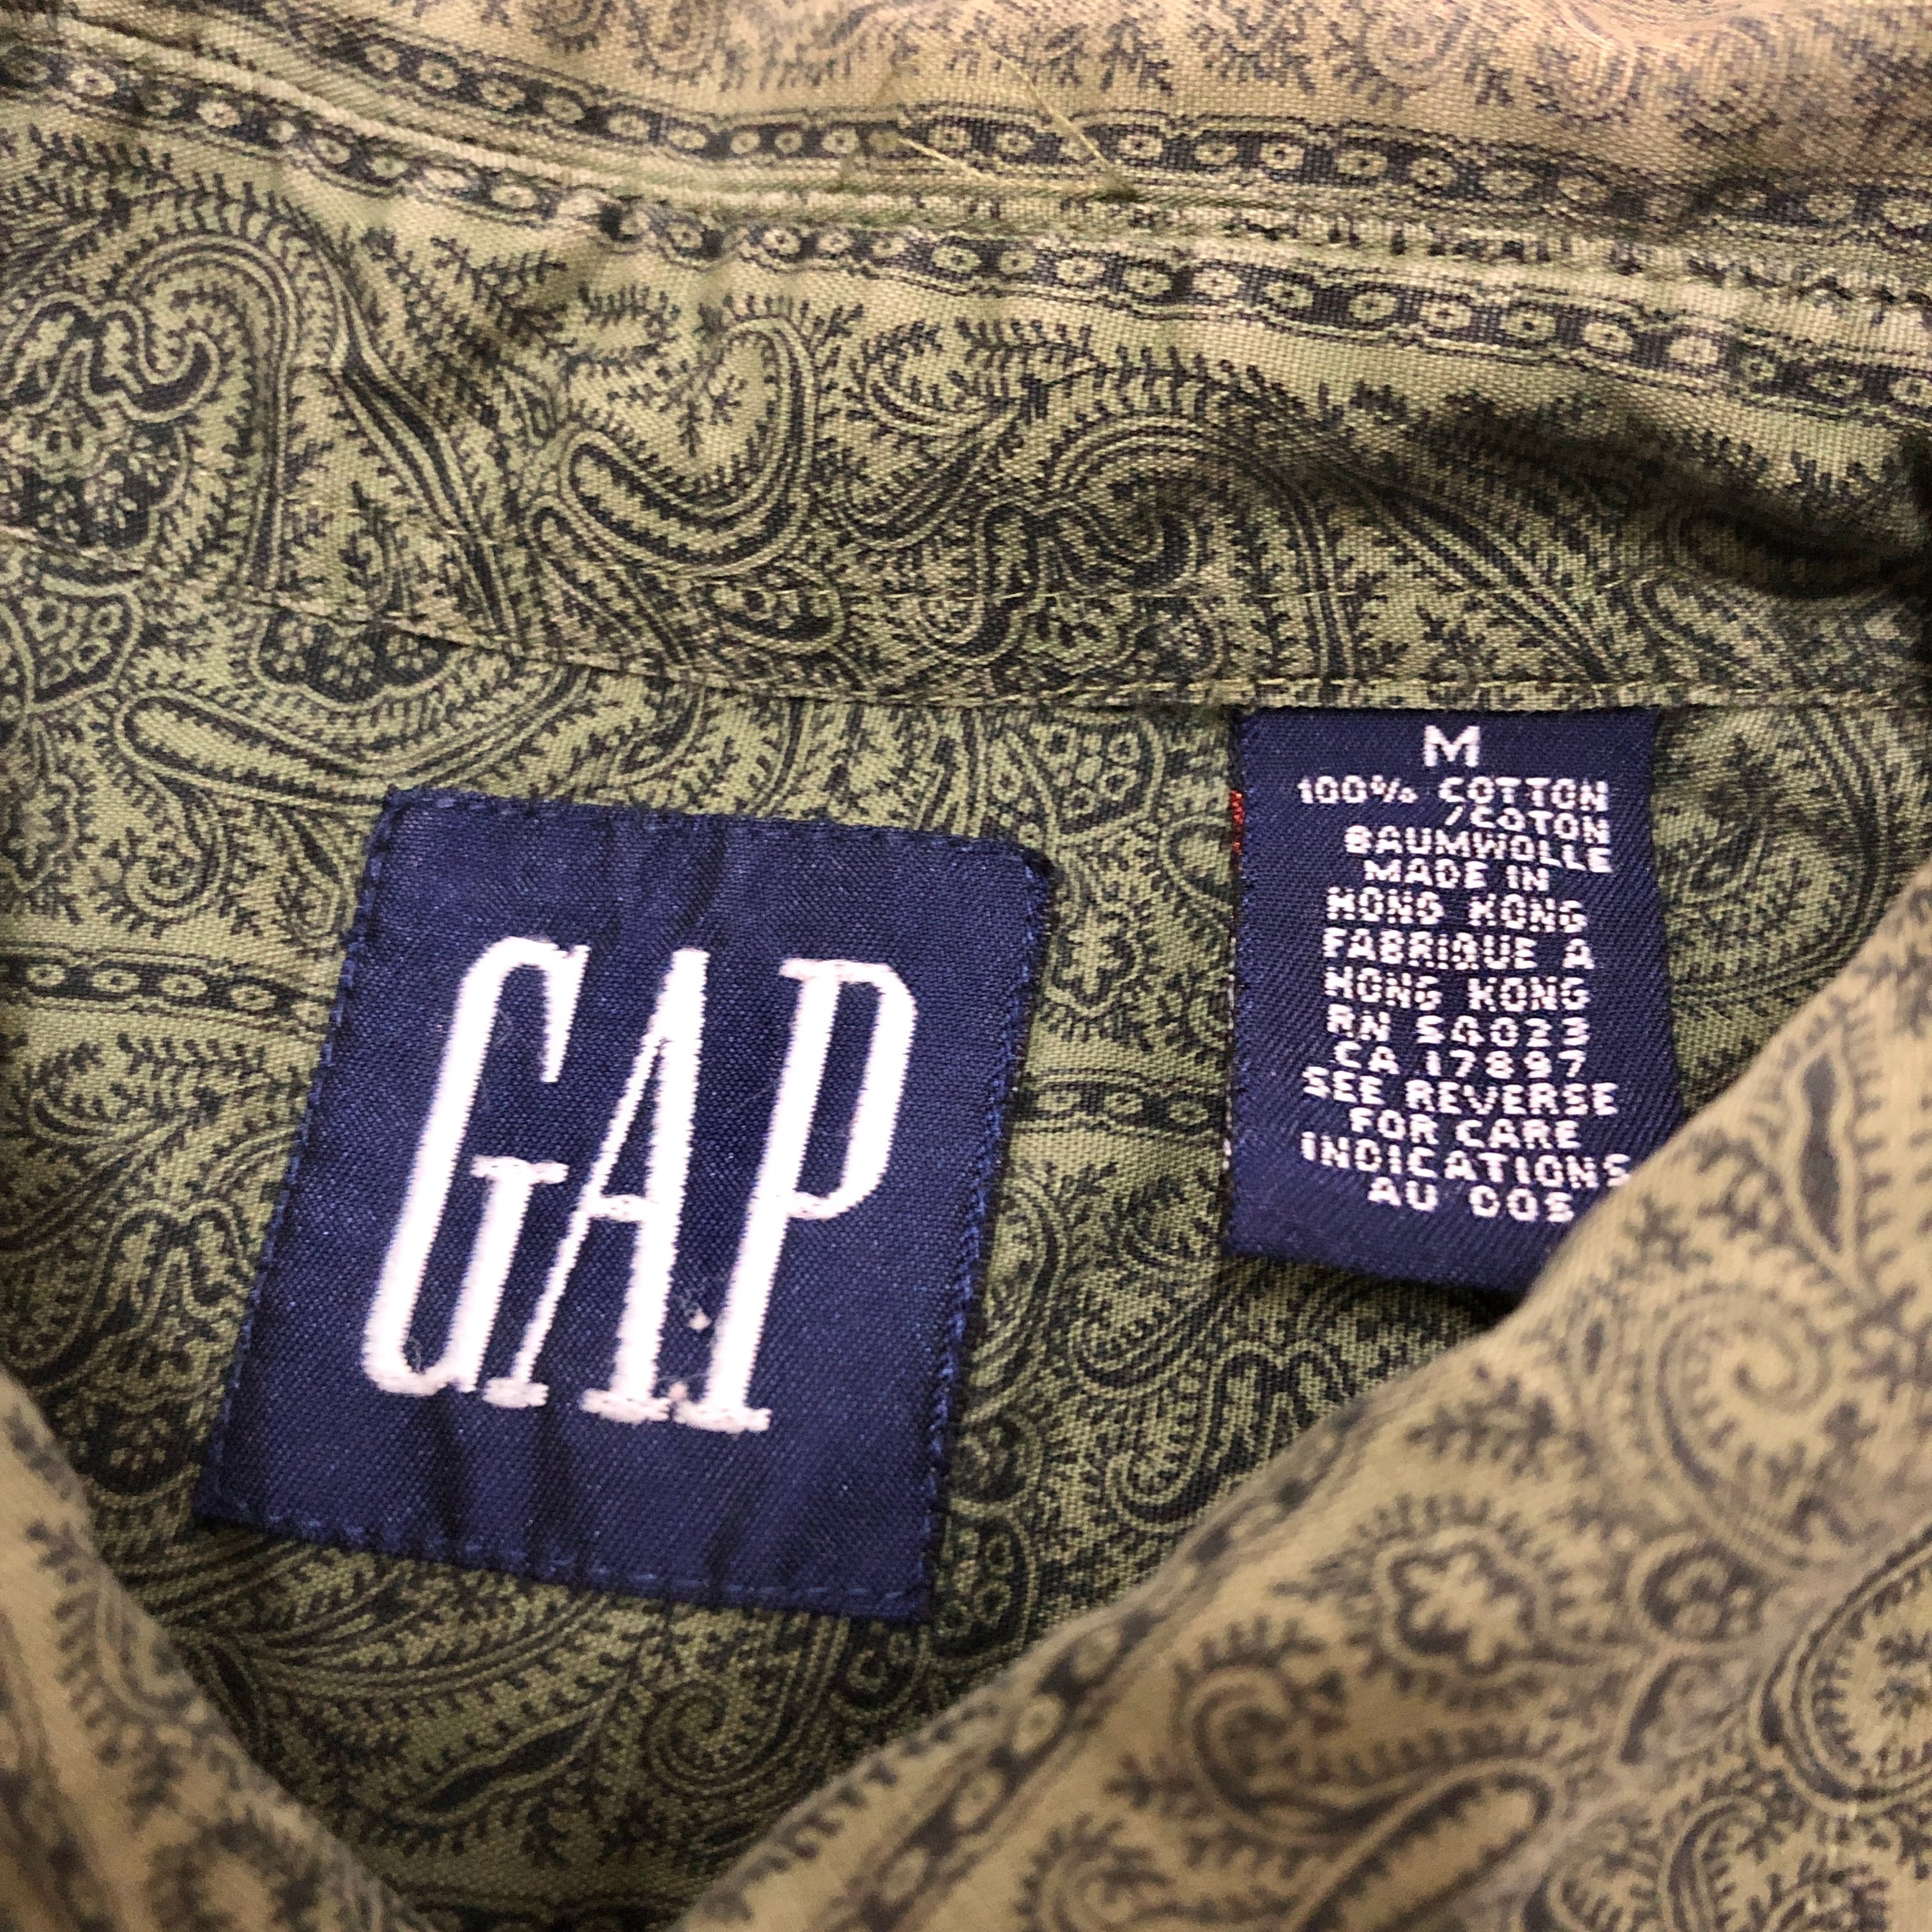 GAP
M
100% COTTON
/COTON
BAUMWOLLE
MADE IN
HONG KONG
FABRIQUE A
HONG KONG
RN 54023
CA 17897
SEE REVERSE
FOR CARE
INDICATIONS
AU DOS